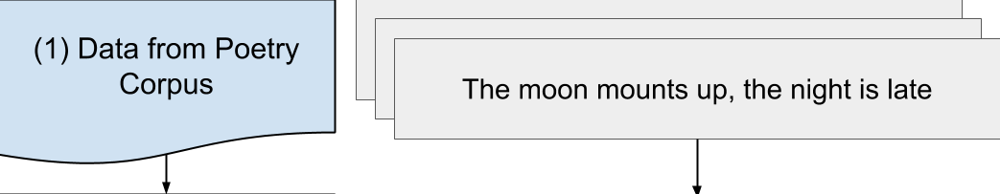 (1) Data from Poetry
Corpus
The moon mounts up, the night is late